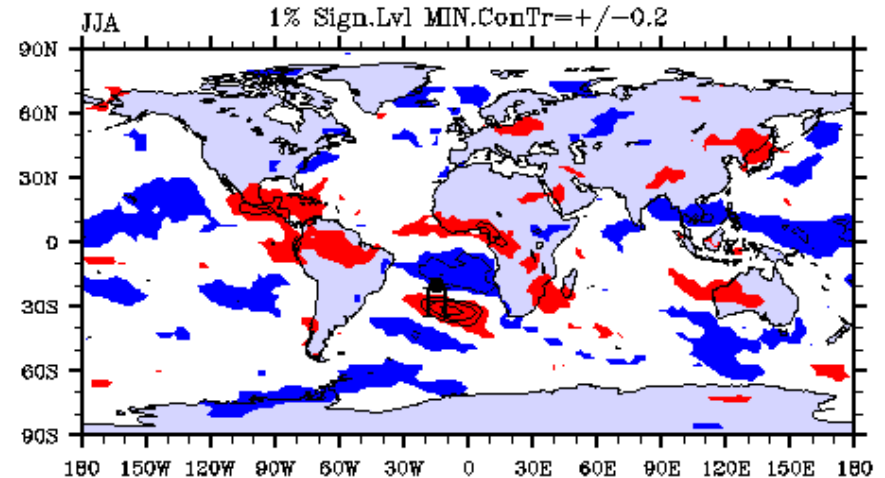 JJA 1% Sign.Lvl MIN.ConTr=+/-0.2
90N
60N
30N
0
30S
60S
90S
180 150W 120W 90W 60W 30W 0 30E 60E 90E 120E 150E 180